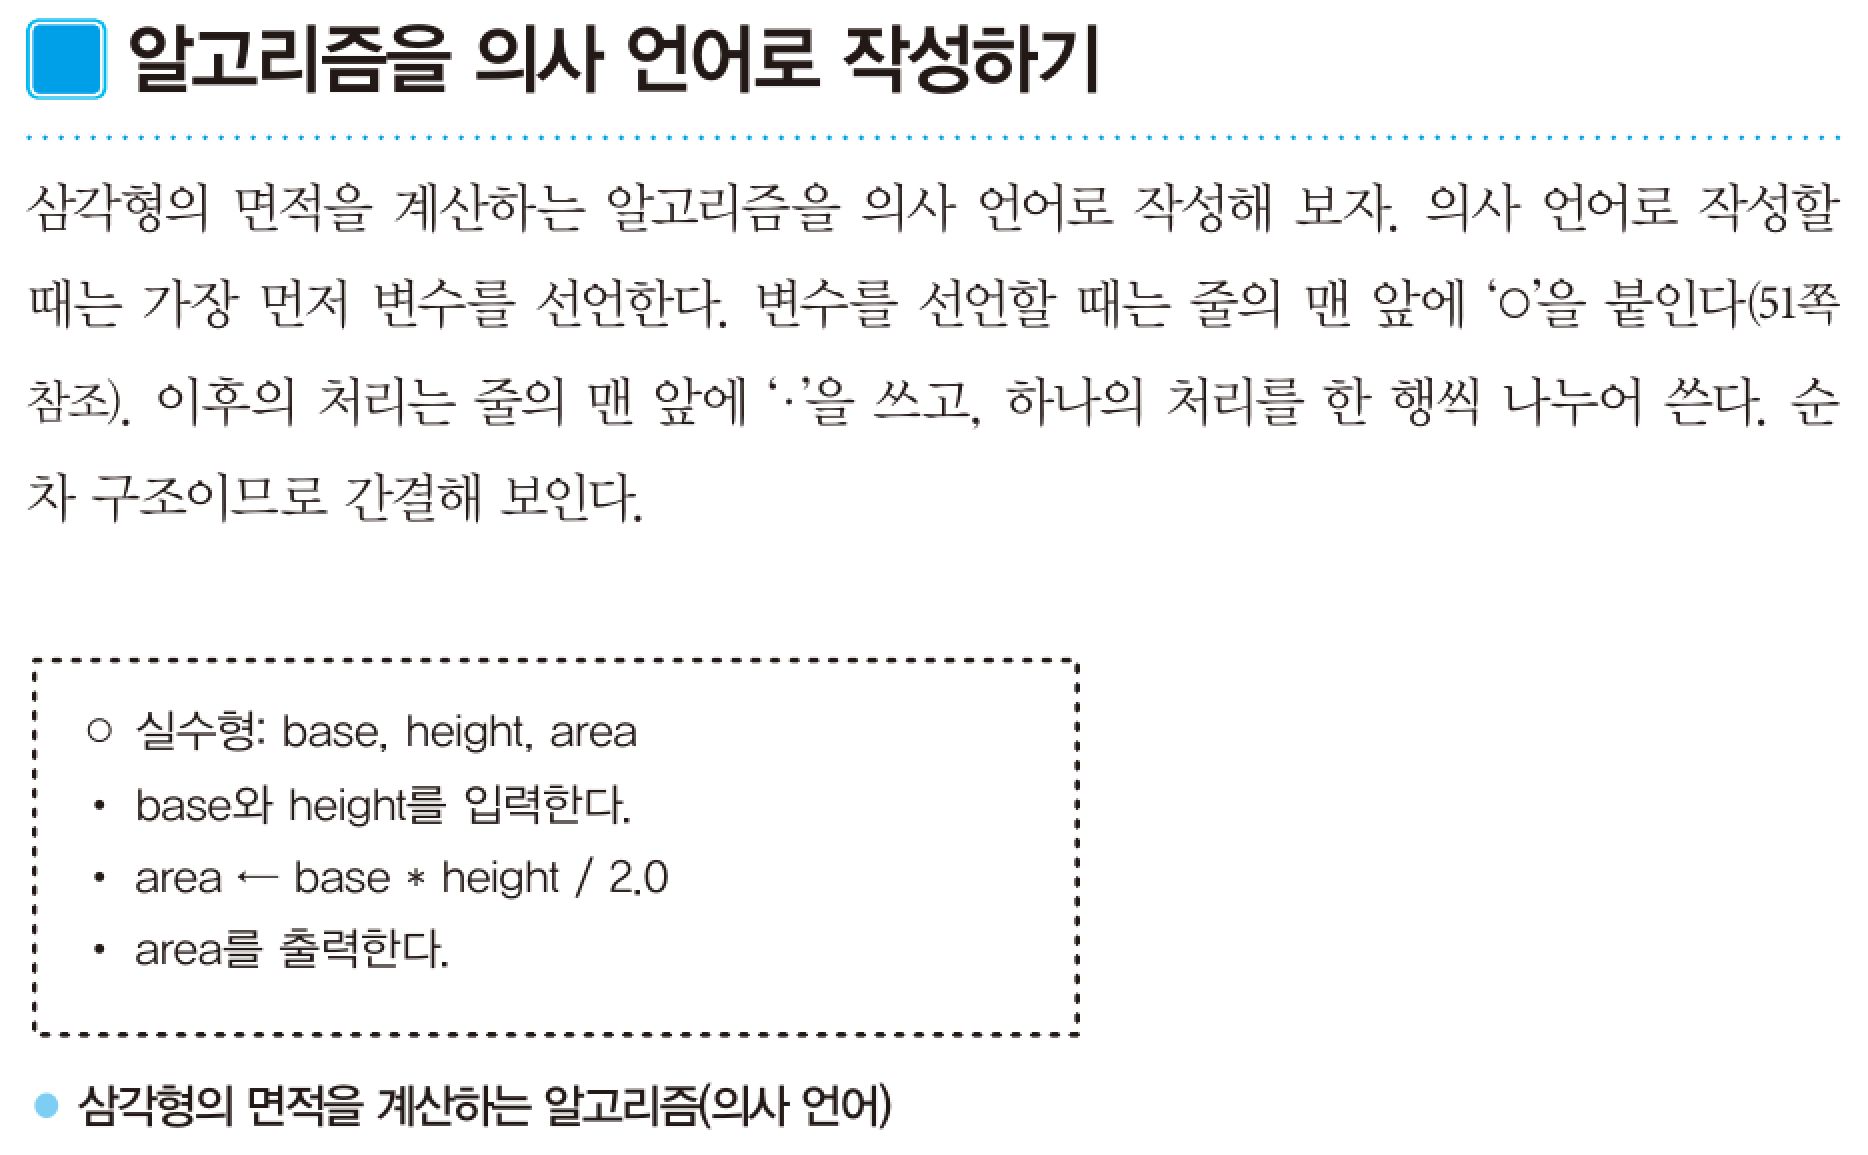 알고리즘을 의사 언어로 작성하기
삼각형의 면적을 계산하는 알고리즘을 의사 언어로 작성해 보자. 의사 언어로 작성할
때는 가장 먼저 변수를 선언한다. 변수를 선언할 때는 줄의 맨 앞에 ‘○’을 붙인다(51쪽
참조). 이후의 처리는 줄의 맨 앞에 ‘·’을 쓰고, 하나의 처리를 한 행씩 나누어 쓴다. 순
차 구조이므로 간결해 보인다.
○ 실수형: base, height, area
• base와 height를 입력한다.
• area ← base * height / 2.0
• area를 출력한다.
● 삼각형의 면적을 계산하는 알고리즘(의사 언어)